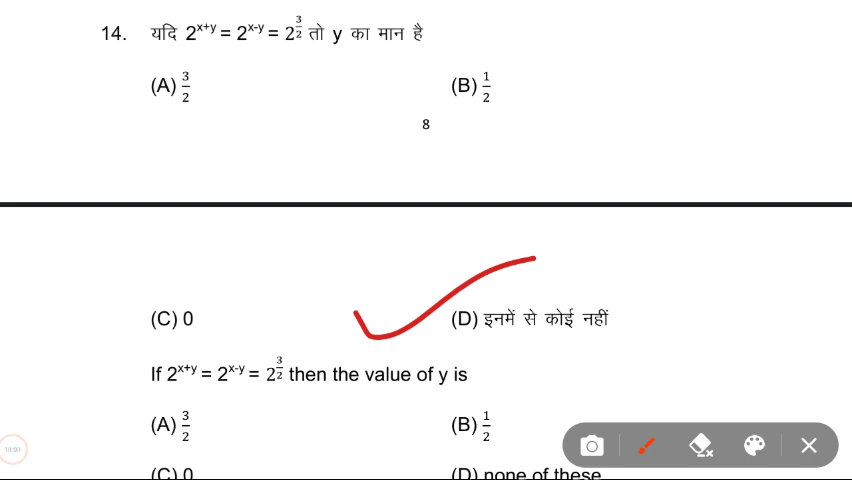 14. यदि 2^{x+y} = 2^{x-y} = 2^{3/2} तो y का मान है
(A) 3/2 (B) 1/2
8
(C) 0 (D) इनमें से कोई नहीं
If 2^{x+y} = 2^{x-y} = 2^{3/2} then the value of y is
(A) 3/2 (B) 1/2
(C) 0 (D) none of these